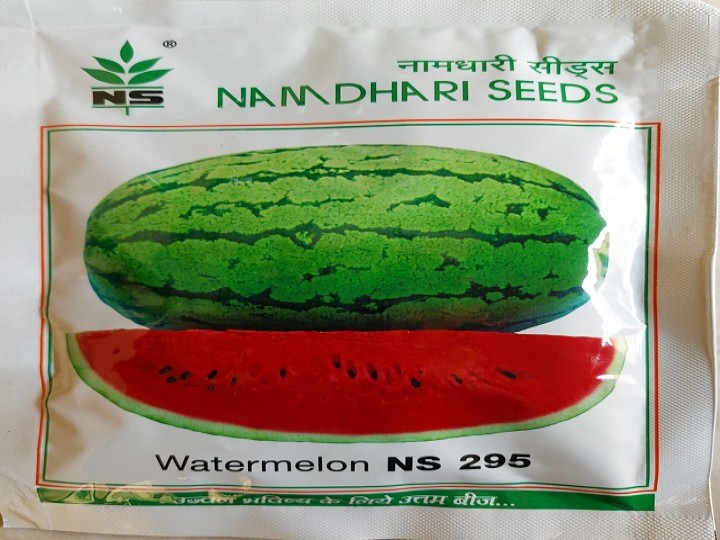 NS ®
नामधारी सीड्स
NAMDHARI SEEDS
Watermelon NS 295
उज्वल भविष्य के लिये उत्तम बीज...